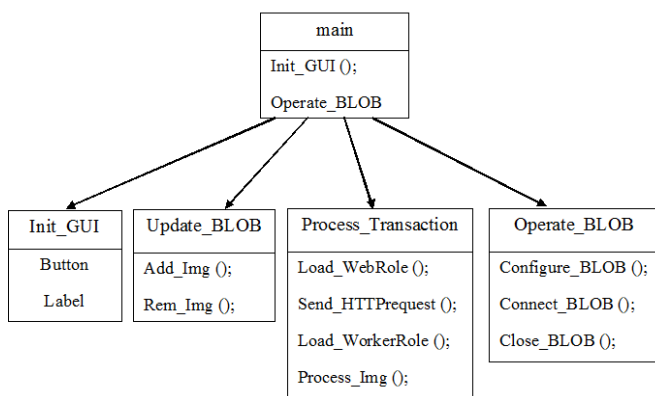 main
Init_GUI ();
Operate_BLOB
Init_GUI
Button
Label
Update_BLOB
Add_Img ();
Rem_Img ();
Process_Transaction
Load_WebRole ();
Send_HTTPrequest ();
Load_WorkerRole ();
Process_Img ();
Operate_BLOB
Configure_BLOB ();
Connect_BLOB ();
Close_BLOB ();